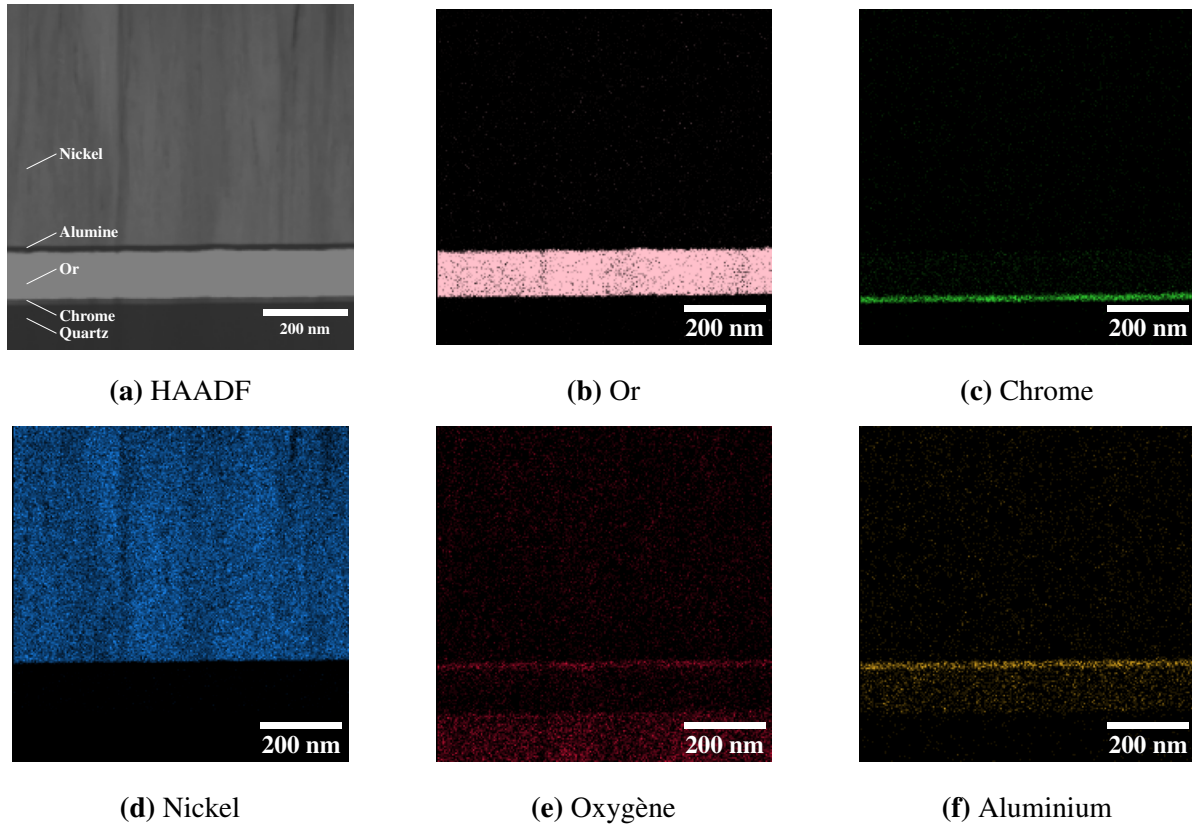 Nickel
Alumine
Or
Chrome
Quartz
200 nm
200 nm
200 nm
(a) HAADF
(b) Or
(c) Chrome
200 nm
200 nm
200 nm
(d) Nickel
(e) Oxygène
(f) Aluminium